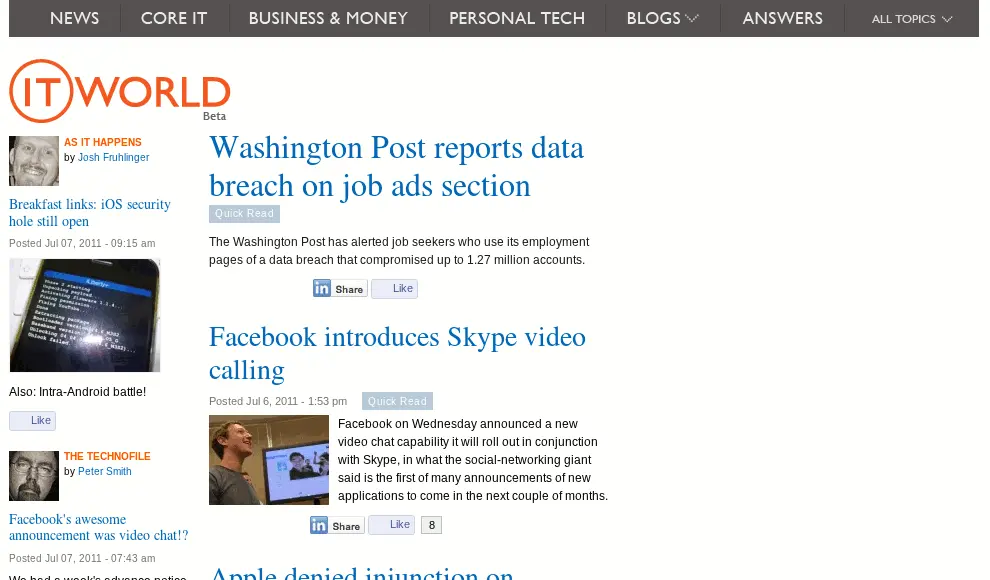 NEWS CORE IT BUSINESS & MONEY PERSONAL TECH BLOGS ANSWERS ALL TOPICS
IT WORLD
Beta
AS IT HAPPENS
by Josh Fruhlinger
Breakfast links: iOS security
hole still open
Posted Jul 07, 2011 - 09:15 am
Also: Intra-Android battle!
Like
THE TECHNOFILE
by Peter Smith
Facebook's awesome
announcement was video chat!?
Posted Jul 07, 2011 - 07:43 am
We had a week's advance notice
Washington Post reports data
breach on job ads section
Quick Read
The Washington Post has alerted job seekers who use its employment
pages of a data breach that compromised up to 1.27 million accounts.
in Share Like
Facebook introduces Skype video
calling
Posted July 6, 2011 - 1:53 pm Quick Read
Facebook on Wednesday announced a new
video chat capability it will roll out in conjunction
with Skype, in what the social-networking giant
said is the first of many announcements of new
applications to come in the next couple of months.
in Share Like 8
Apple denied injunction on